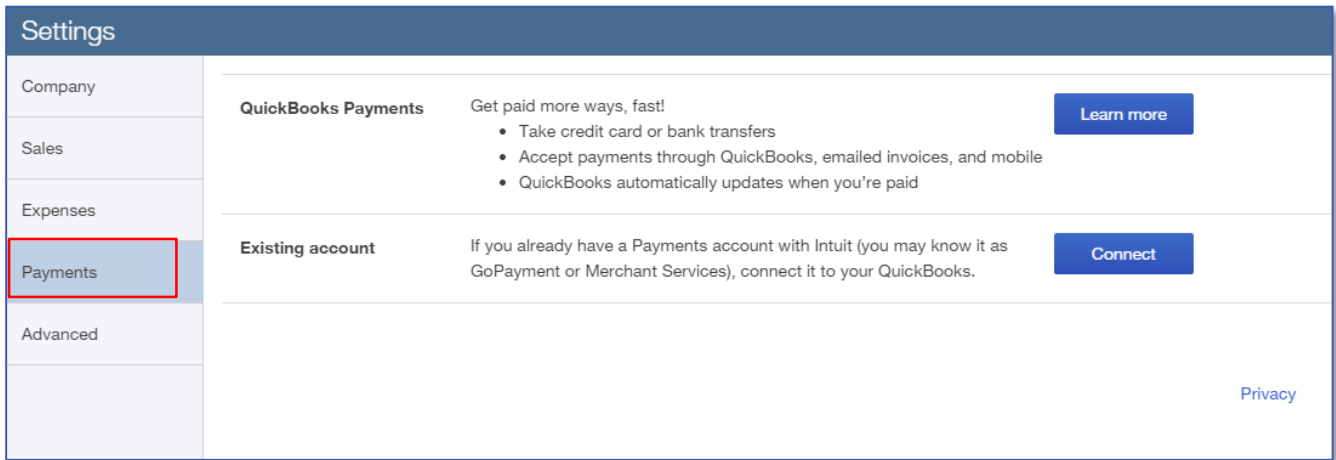 Settings
Company
Sales
Expenses
Payments
Advanced
QuickBooks Payments
Get paid more ways, fast!
• Take credit card or bank transfers
• Accept payments through QuickBooks, emailed invoices, and mobile
• QuickBooks automatically updates when you’re paid
Learn more
Existing account
If you already have a Payments account with Intuit (you may know it as
GoPayment or Merchant Services), connect it to your QuickBooks.
Connect
Privacy